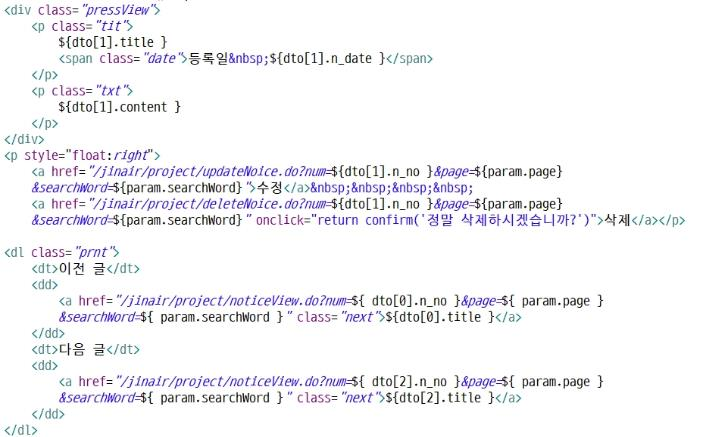 <div class="pressView">
<p class="tit">
${dto[1].title }
<span class="date">등록일&nbsp;${dto[1].n_date }</span>
</p>
<p class="txt">
${dto[1].content }
</p>
</div>
<p style="float:right">
<a href="/jinair/project/updateNoice.do?num=${dto[1].n_no }&page=${param.page}
&searchWord=${param.searchWord} ">수정</a>&nbsp;&nbsp;&nbsp;&nbsp;
<a href="/jinair/project/deleteNoice.do?num=${dto[1].n_no }&page=${param.page}
&searchWord=${param.searchWord} " onclick="return confirm('정말 삭제하시겠습니까?')">삭제</a></p>
<dl class="prnt">
<dt>이전 글</dt>
<dd>
<a href="/jinair/project/noticeView.do?num=${ dto[0].n_no }&page=${ param.page }
&searchWord=${ param.searchWord } " class="next">${dto[0].title }</a>
</dd>
<dt>다음 글</dt>
<dd>
<a href="/jinair/project/noticeView.do?num=${ dto[2].n_no }&page=${ param.page }
&searchWord=${ param.searchWord } " class="next">${dto[2].title }</a>
</dd>
</dl>